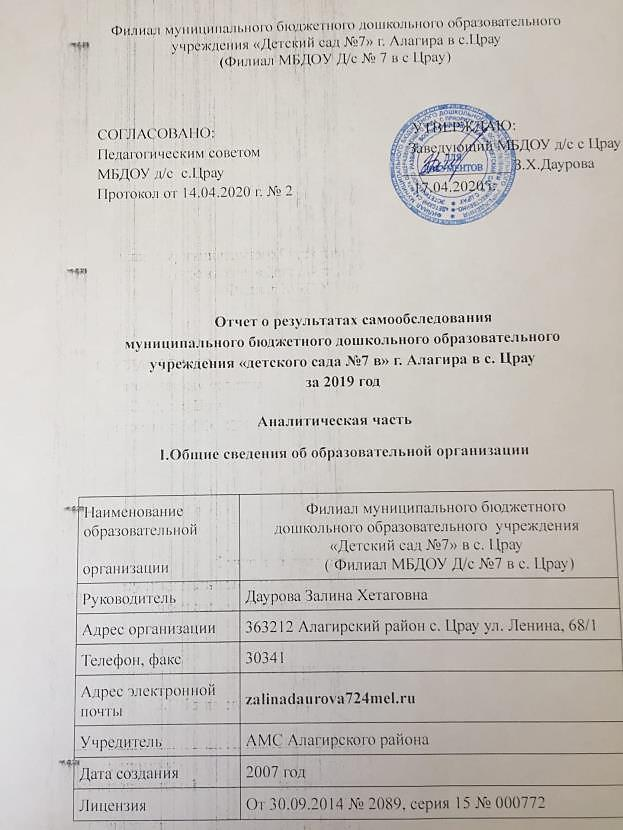 Филиал муниципального бюджетного дошкольного образовательного
учреждения «Детский сад №7» г. Алагира в с.Црау
(Филиал МБДОУ Д/с № 7 в с Црау)
СОГЛАСОВАНО:
Педагогическим советом
МБДОУ д/с с.Црау
Протокол от 14.04.2020 г. № 2
УТВЕРЖДАЮ:
Заведующий МБДОУ д/с с Црау
В.Х.Даурова
17.04.2020г.
для
документов
Отчет о результатах самообследования
муниципального бюджетного дошкольного образовательного
учреждения «детского сада №7 в» г. Алагира в с. Црау
за 2019 год
Аналитическая часть
I.Общие сведения об образовательной организации
Наименование
образовательной
организации
Филиал муниципального бюджетного
дошкольного образовательного учреждения
«Детский сад №7» в с. Црау
( Филиал МБДОУ Д/с №7 в с. Црау)
Руководитель
Даурова Залина Хетаговна
Адрес организации
363212 Алагирский район с. Црау ул. Ленина, 68/1
Телефон, факс
30341
Адрес электронной
почты
zalinadaurova724mel.ru
Учредитель
АМС Алагирского района
Дата создания
2007 год
Лицензия
От 30.09.2014 № 2089, серия 15 № 000772